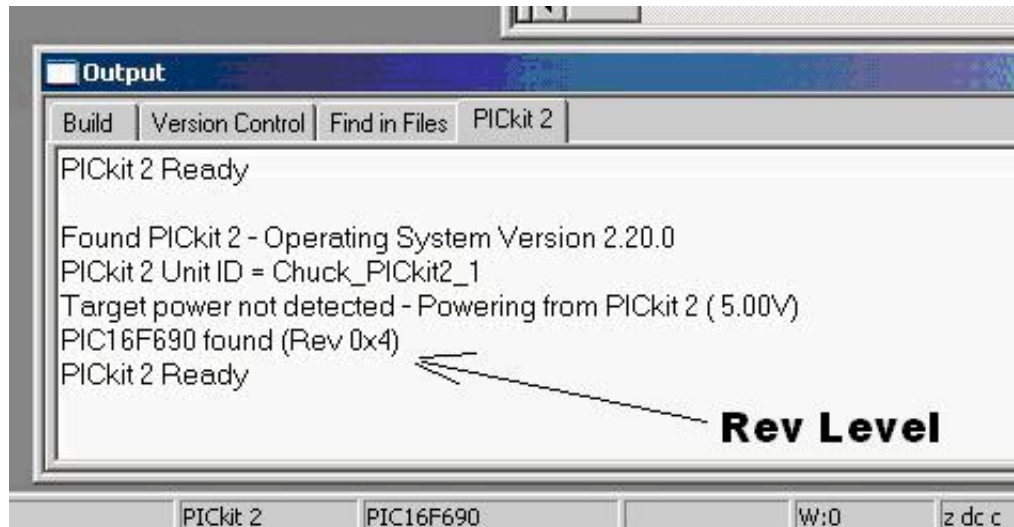 Output
Build Version Control Find in Files PICkit 2
PICkit 2 Ready
Found PICkit 2 - Operating System Version 2.20.0
PICkit 2 Unit ID = Chuck_PICkit2_1
Target power not detected - Powering from PICkit 2 ( 5.00V)
PIC16F690 found (Rev 0x4)
PICkit 2 Ready
Rev Level
PICkit 2 PIC16F690 W:0 z dc c